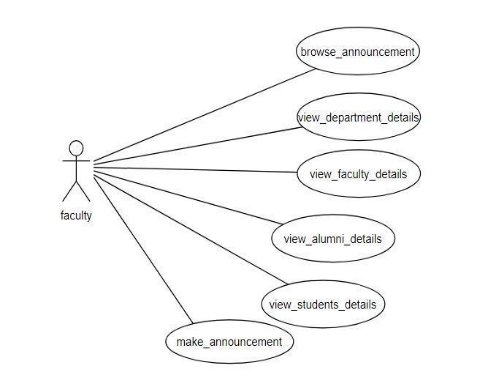 browse_announcement
view_department_details
view_faculty_details
faculty
view_alumni_details
view_students_details
make_announcement